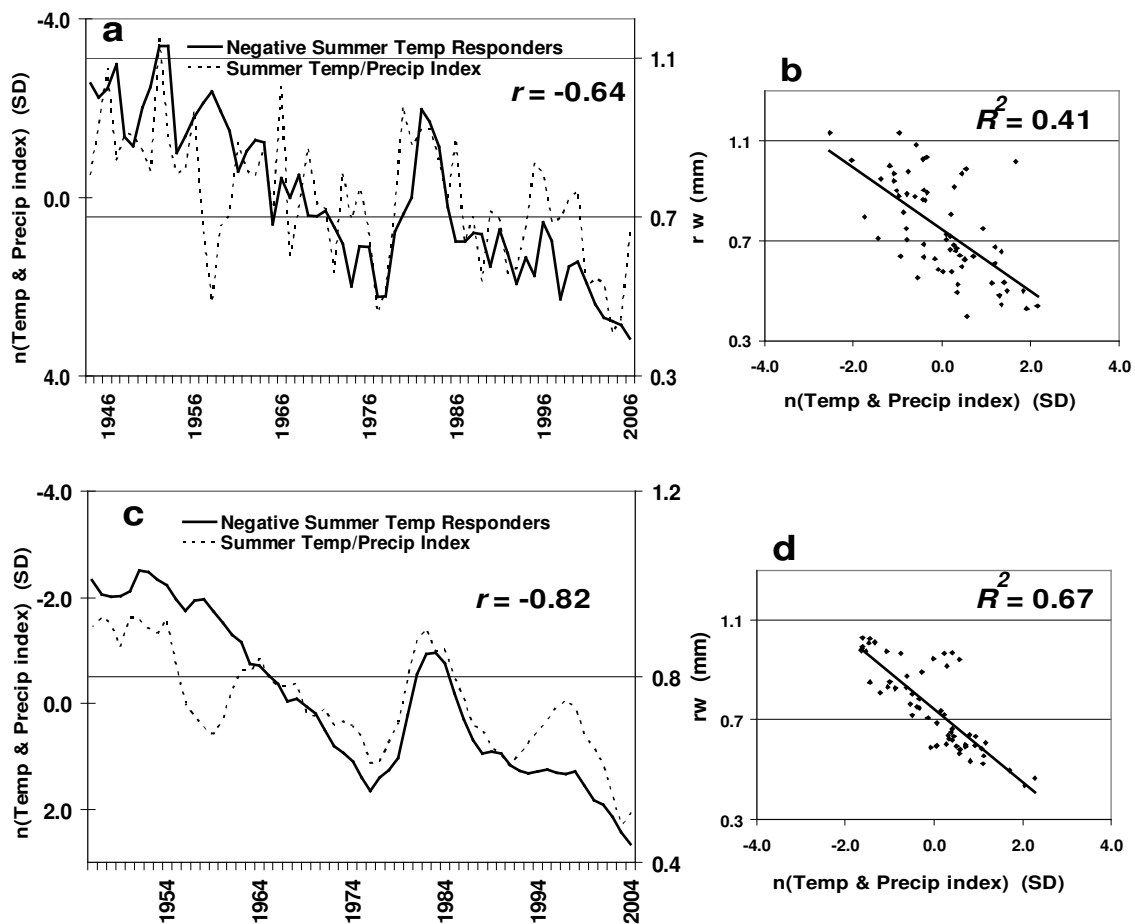 a
Negative Summer Temp Responders
Summer Temp/Precip Index
r = -0.64
n(Temp & Precip index) (SD)
-4.0
0.0
4.0
1.1
0.7
0.3
1946
1956
1966
1976
1986
1996
2006
b
R² = 0.41
r w (mm)
1.1
0.7
0.3
-4.0
-2.0
0.0
2.0
4.0
n(Temp & Precip index) (SD)
c
Negative Summer Temp Responders
Summer Temp/Precip Index
r = -0.82
n(Temp & Precip index) (SD)
-4.0
-2.0
0.0
2.0
1.2
0.8
0.4
1954
1964
1974
1984
1994
2004
d
R² = 0.67
rw (mm)
1.1
0.7
0.3
-4.0
-2.0
0.0
2.0
4.0
n(Temp & Precip index) (SD)